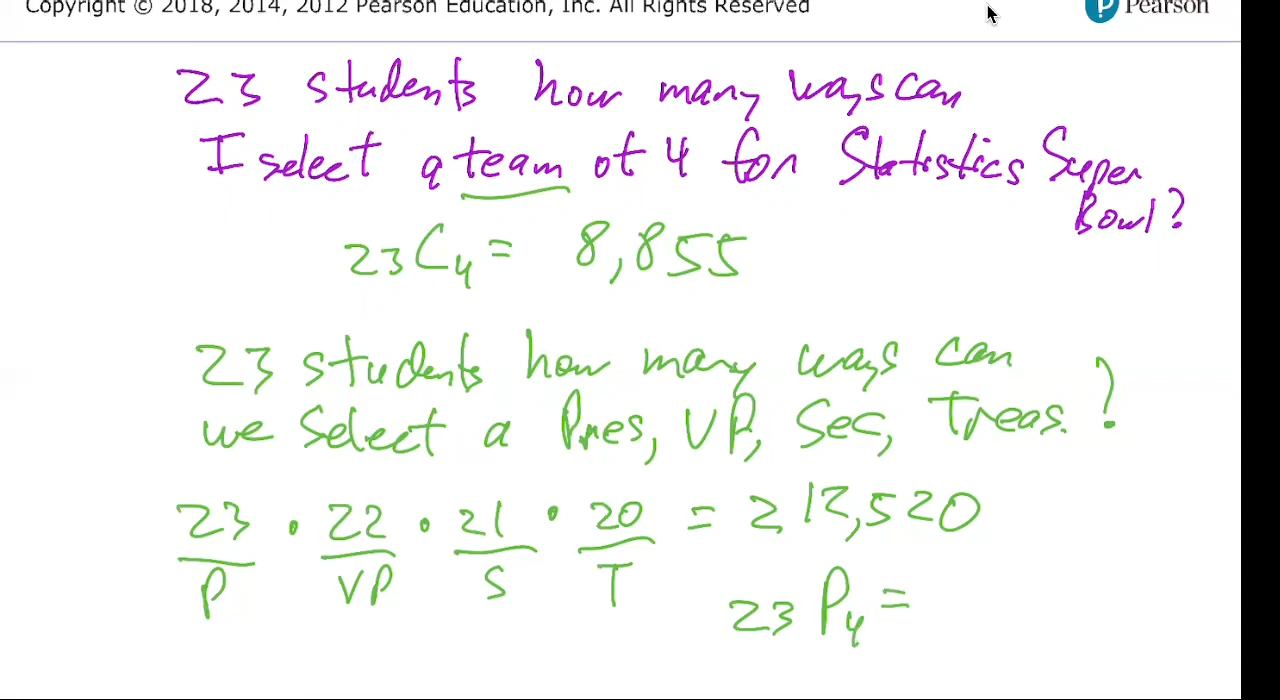 Copyright © 2018, 2014, 2012 Pearson Education, Inc. All Rights Reserved
P Pearson
23 students how many ways can
I select a team of 4 for Statistics Super
Bowl?
23C4 = 8,855
23 students how many ways can
we select a Pres, VP, Sec, Treas.?
23 · 22 · 21 · 20 = 212,520
P VP S T
23P4 =